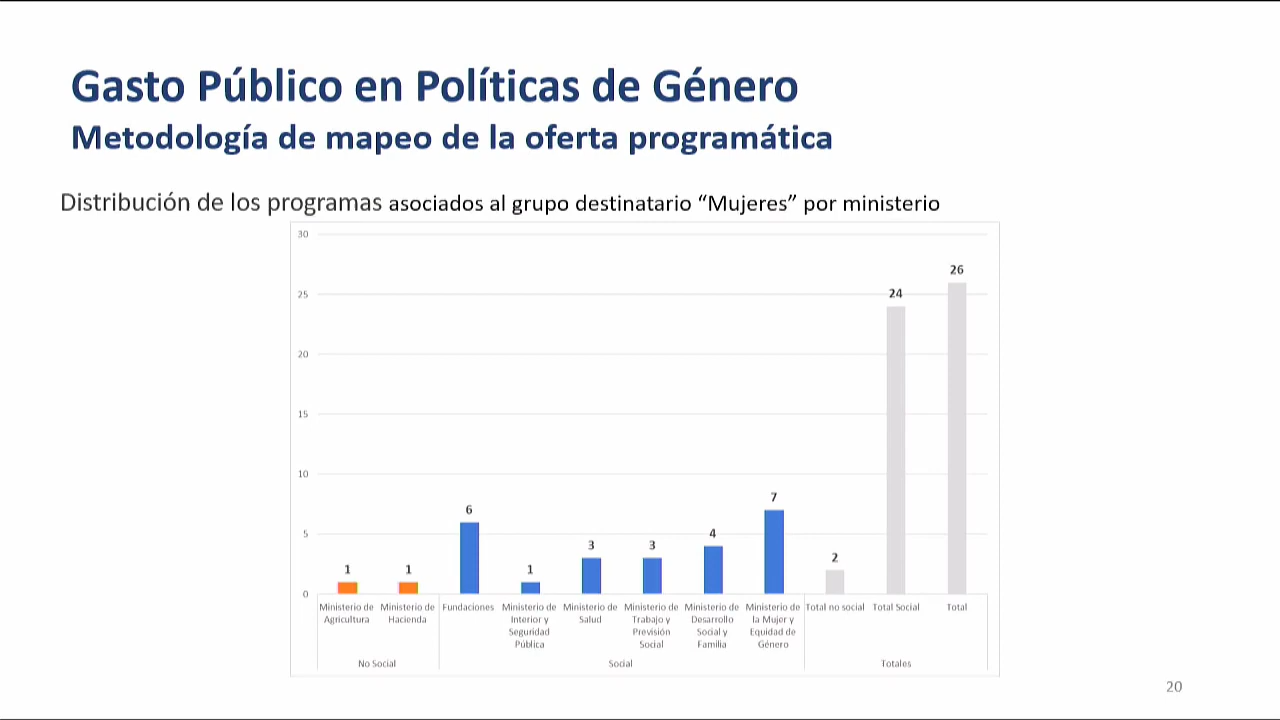 Gasto Público en Políticas de Género
Metodología de mapeo de la oferta programática
Distribución de los programas asociados al grupo destinatario “Mujeres” por ministerio
30
25
20
15
10
5
0
1
1
6
1
3
3
4
7
2
24
26
Ministerio de
Agricultura
Ministerio de
Hacienda
Fundaciones
Ministerio de
Interior y
Seguridad
Pública
Ministerio de
Salud
Ministerio de
Trabajo y
Previsión
Social
Ministerio de
Desarrollo
Social y
Familia
Ministerio de
la Mujer y
Equidad de
Género
Total no social
Total Social
Total
No Social
Social
Totales
20